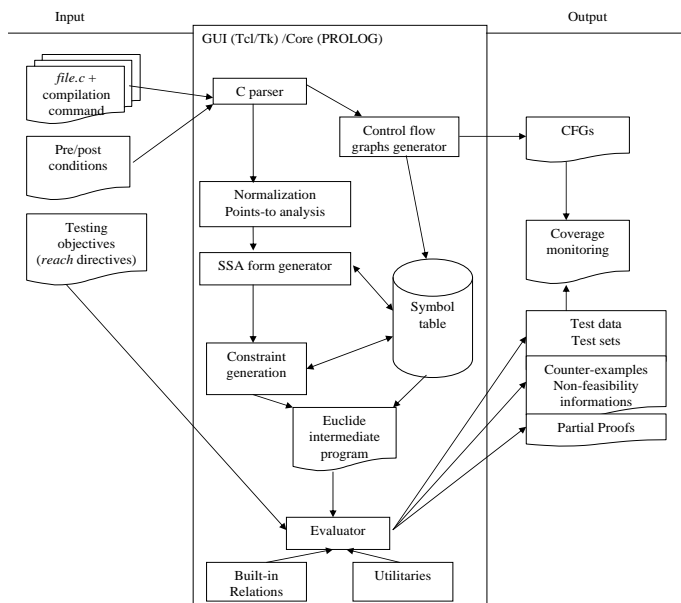 Input
Output
GUI (Tcl/Tk) /Core (PROLOG)
file.c +
compilation
command
C parser
Pre/post
conditions
Control flow
graphs generator
CFGs
Normalization
Points-to analysis
Testing
objectives
(reach directives)
Coverage
monitoring
SSA form generator
Symbol
table
Test data
Test sets
Constraint
generation
Counter-examples
Non-feasibility
informations
Partial Proofs
Euclide
intermediate
program
Evaluator
Built-in
Relations
Utilitaries